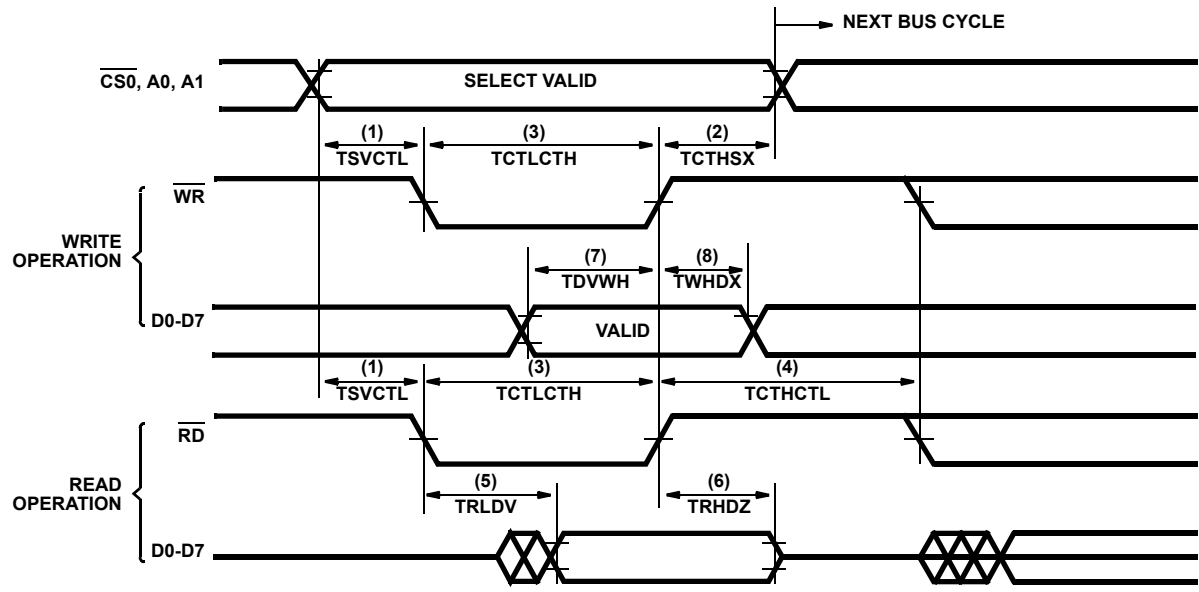 NEXT BUS CYCLE
CS0, A0, A1
SELECT VALID
(1) (3) (2)
TSVCTL TCTLCTH TCTHSX
WR
WRITE
OPERATION
(7) (8)
TDVWH TWHDX
D0-D7
VALID
(1) (3) (4)
TSVCTL TCTLCTH TCTHCTL
RD
READ
OPERATION
(5) (6)
TRLDV TRHDZ
D0-D7